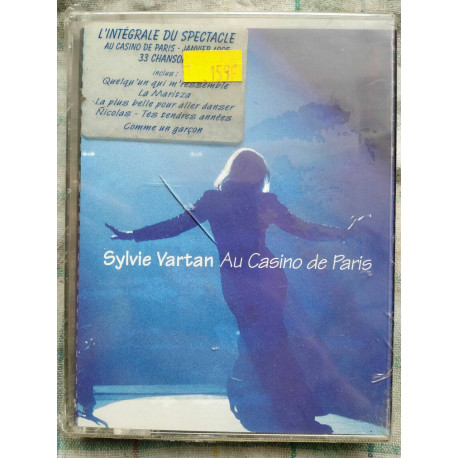 L'INTÉGRALE DU SPECTACLE
AU CASINO DE PARIS - JANVIER 1995
33 CHANSONS
inclus :
Quelqu'un qui m'ressemble
La Maritza
La plus belle pour aller danser
Nicolas - Tes tendres années
Comme un garçon
Sylvie Vartan Au Casino de Paris